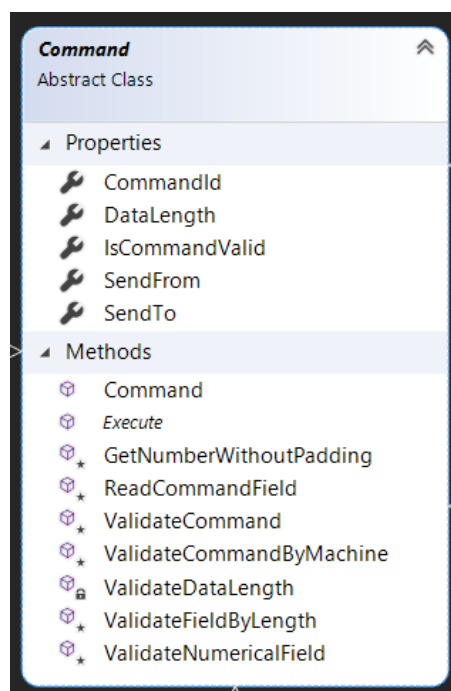 Command
Abstract Class
Properties
CommandId
DataLength
IsCommandValid
SendFrom
SendTo
Methods
Command
Execute
GetNumberWithoutPadding
ReadCommandField
ValidateCommand
ValidateCommandByMachine
ValidateDataLength
ValidateFieldByLength
ValidateNumericalField